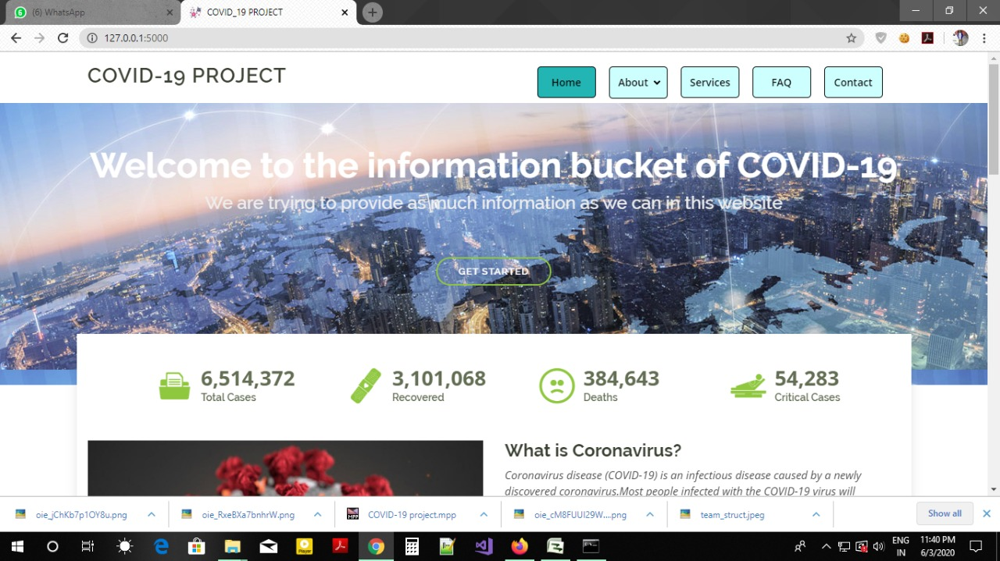 (6) WhatsApp
COVID_19 PROJECT
127.0.0.1:5000
COVID-19 PROJECT
Home
About
Services
FAQ
Contact
Welcome to the information bucket of COVID-19
We are trying to provide as much information as we can in this website
GET STARTED
6,514,372
Total Cases
3,101,068
Recovered
384,643
Deaths
54,283
Critical Cases
What is Coronavirus?
Coronavirus disease (COVID-19) is an infectious disease caused by a newly
discovered coronavirus.Most people infected with the COVID-19 virus will
oie_jChKb7p1OY8u.png
oie_RxeBXa7bnhrW.png
COVID-19 project.mpp
oie_cM8FUUI29W....png
team_struct.jpeg
Show all
ENG
IN
11:40 PM
6/3/2020